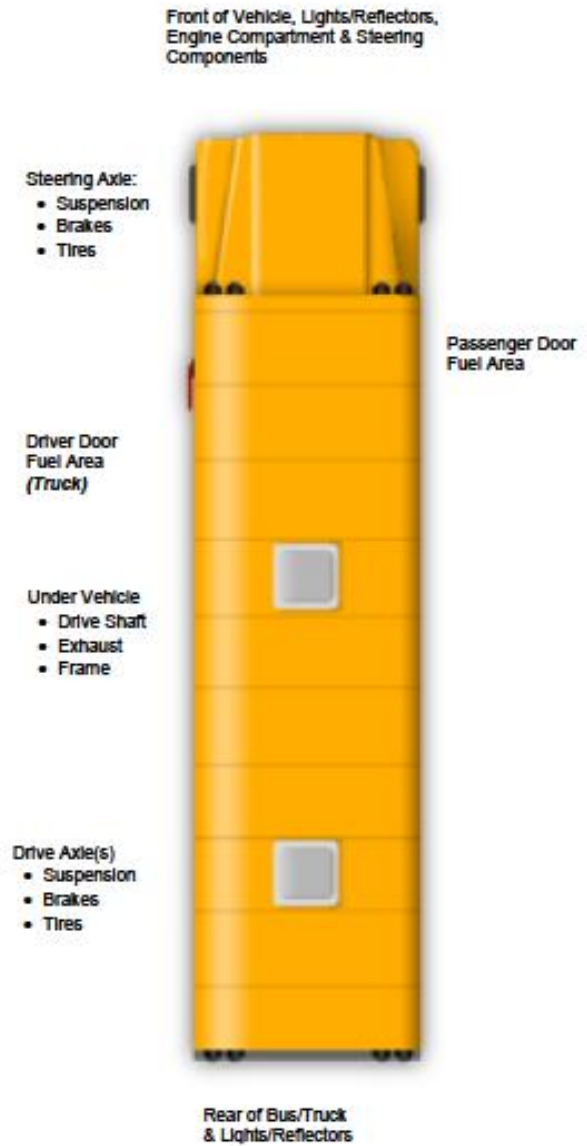 Front of Vehicle, Lights/Reflectors,
Engine Compartment & Steering
Components
Steering Axle:
• Suspension
• Brakes
• Tires
Passenger Door
Fuel Area
Driver Door
Fuel Area
(Truck)
Under Vehicle
• Drive Shaft
• Exhaust
• Frame
Drive Axle(s)
• Suspension
• Brakes
• Tires
Rear of Bus/Truck
& Lights/Reflectors